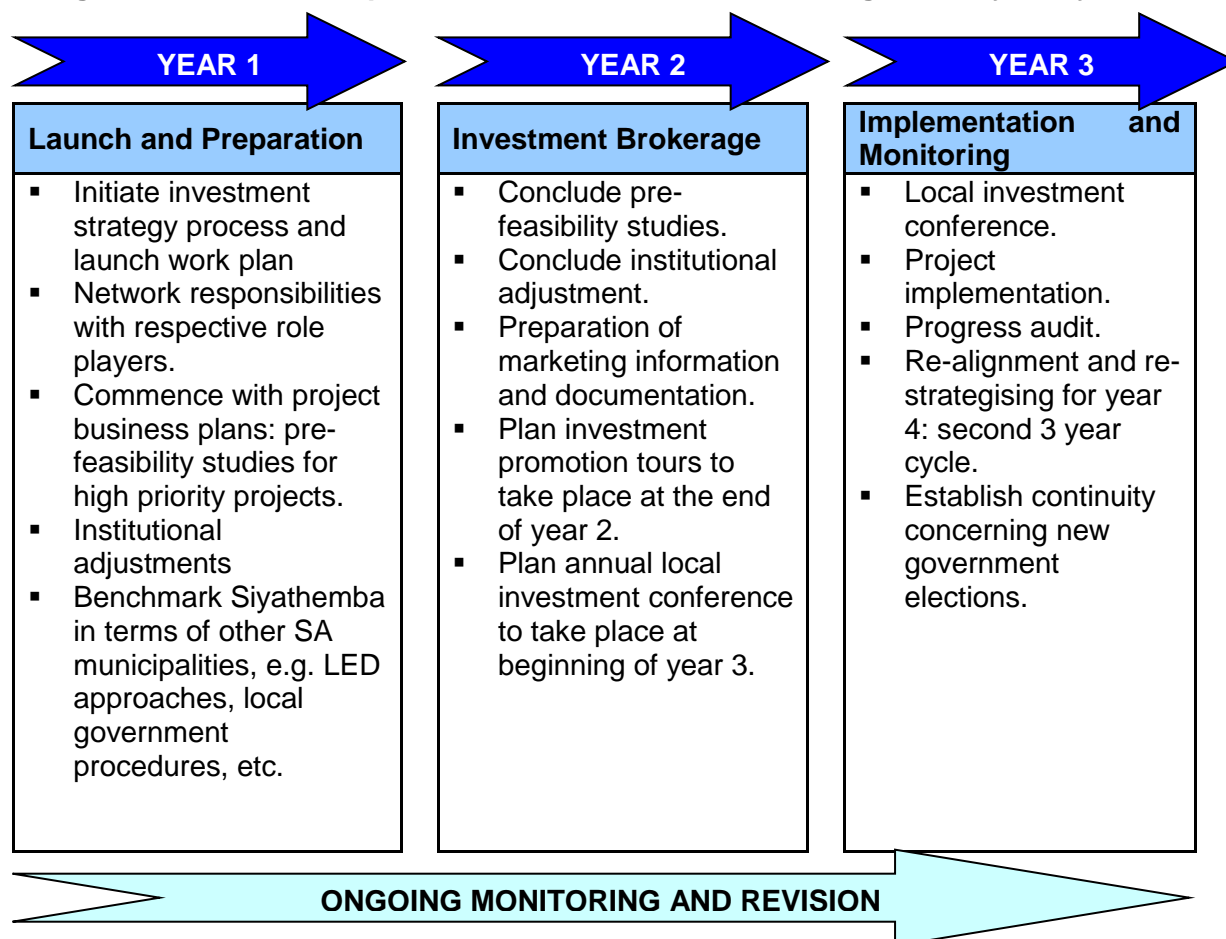 YEAR 1
Launch and Preparation
▪ Initiate investment
strategy process and
launch work plan
▪ Network responsibilities
with respective role
players.
▪ Commence with project
business plans: pre-
feasibility studies for
high priority projects.
▪ Institutional
adjustments
▪ Benchmark Siyathemba
in terms of other SA
municipalities, e.g. LED
approaches, local
government
procedures, etc.
YEAR 2
Investment Brokerage
▪ Conclude pre-
feasibility studies.
▪ Conclude institutional
adjustment.
▪ Preparation of
marketing information
and documentation.
▪ Plan investment
promotion tours to
take place at the end
of year 2.
▪ Plan annual local
investment conference
to take place at
beginning of year 3.
YEAR 3
Implementation and
Monitoring
▪ Local investment
conference.
▪ Project
implementation.
▪ Progress audit.
▪ Re-alignment and re-
strategising for year
4: second 3 year
cycle.
▪ Establish continuity
concerning new
government
elections.
ONGOING MONITORING AND REVISION